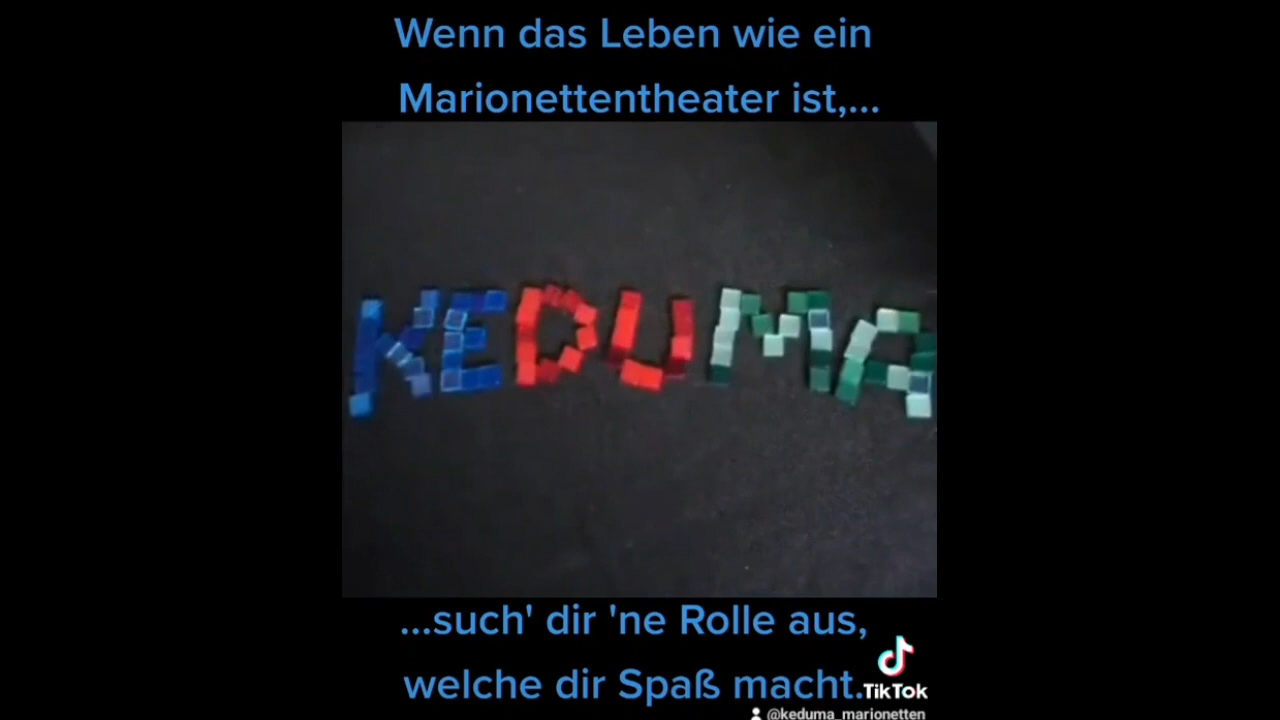 Wenn das Leben wie ein
Marionettentheater ist,...
KEDUMA
...such' dir 'ne Rolle aus,
welche dir Spaß macht.
TikTok
@keduma_marionetten